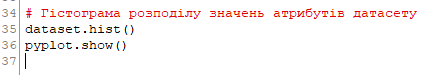 34 # Гістограма розподілу значень атрибутів датасету
35 dataset.hist()
36 pyplot.show()
37